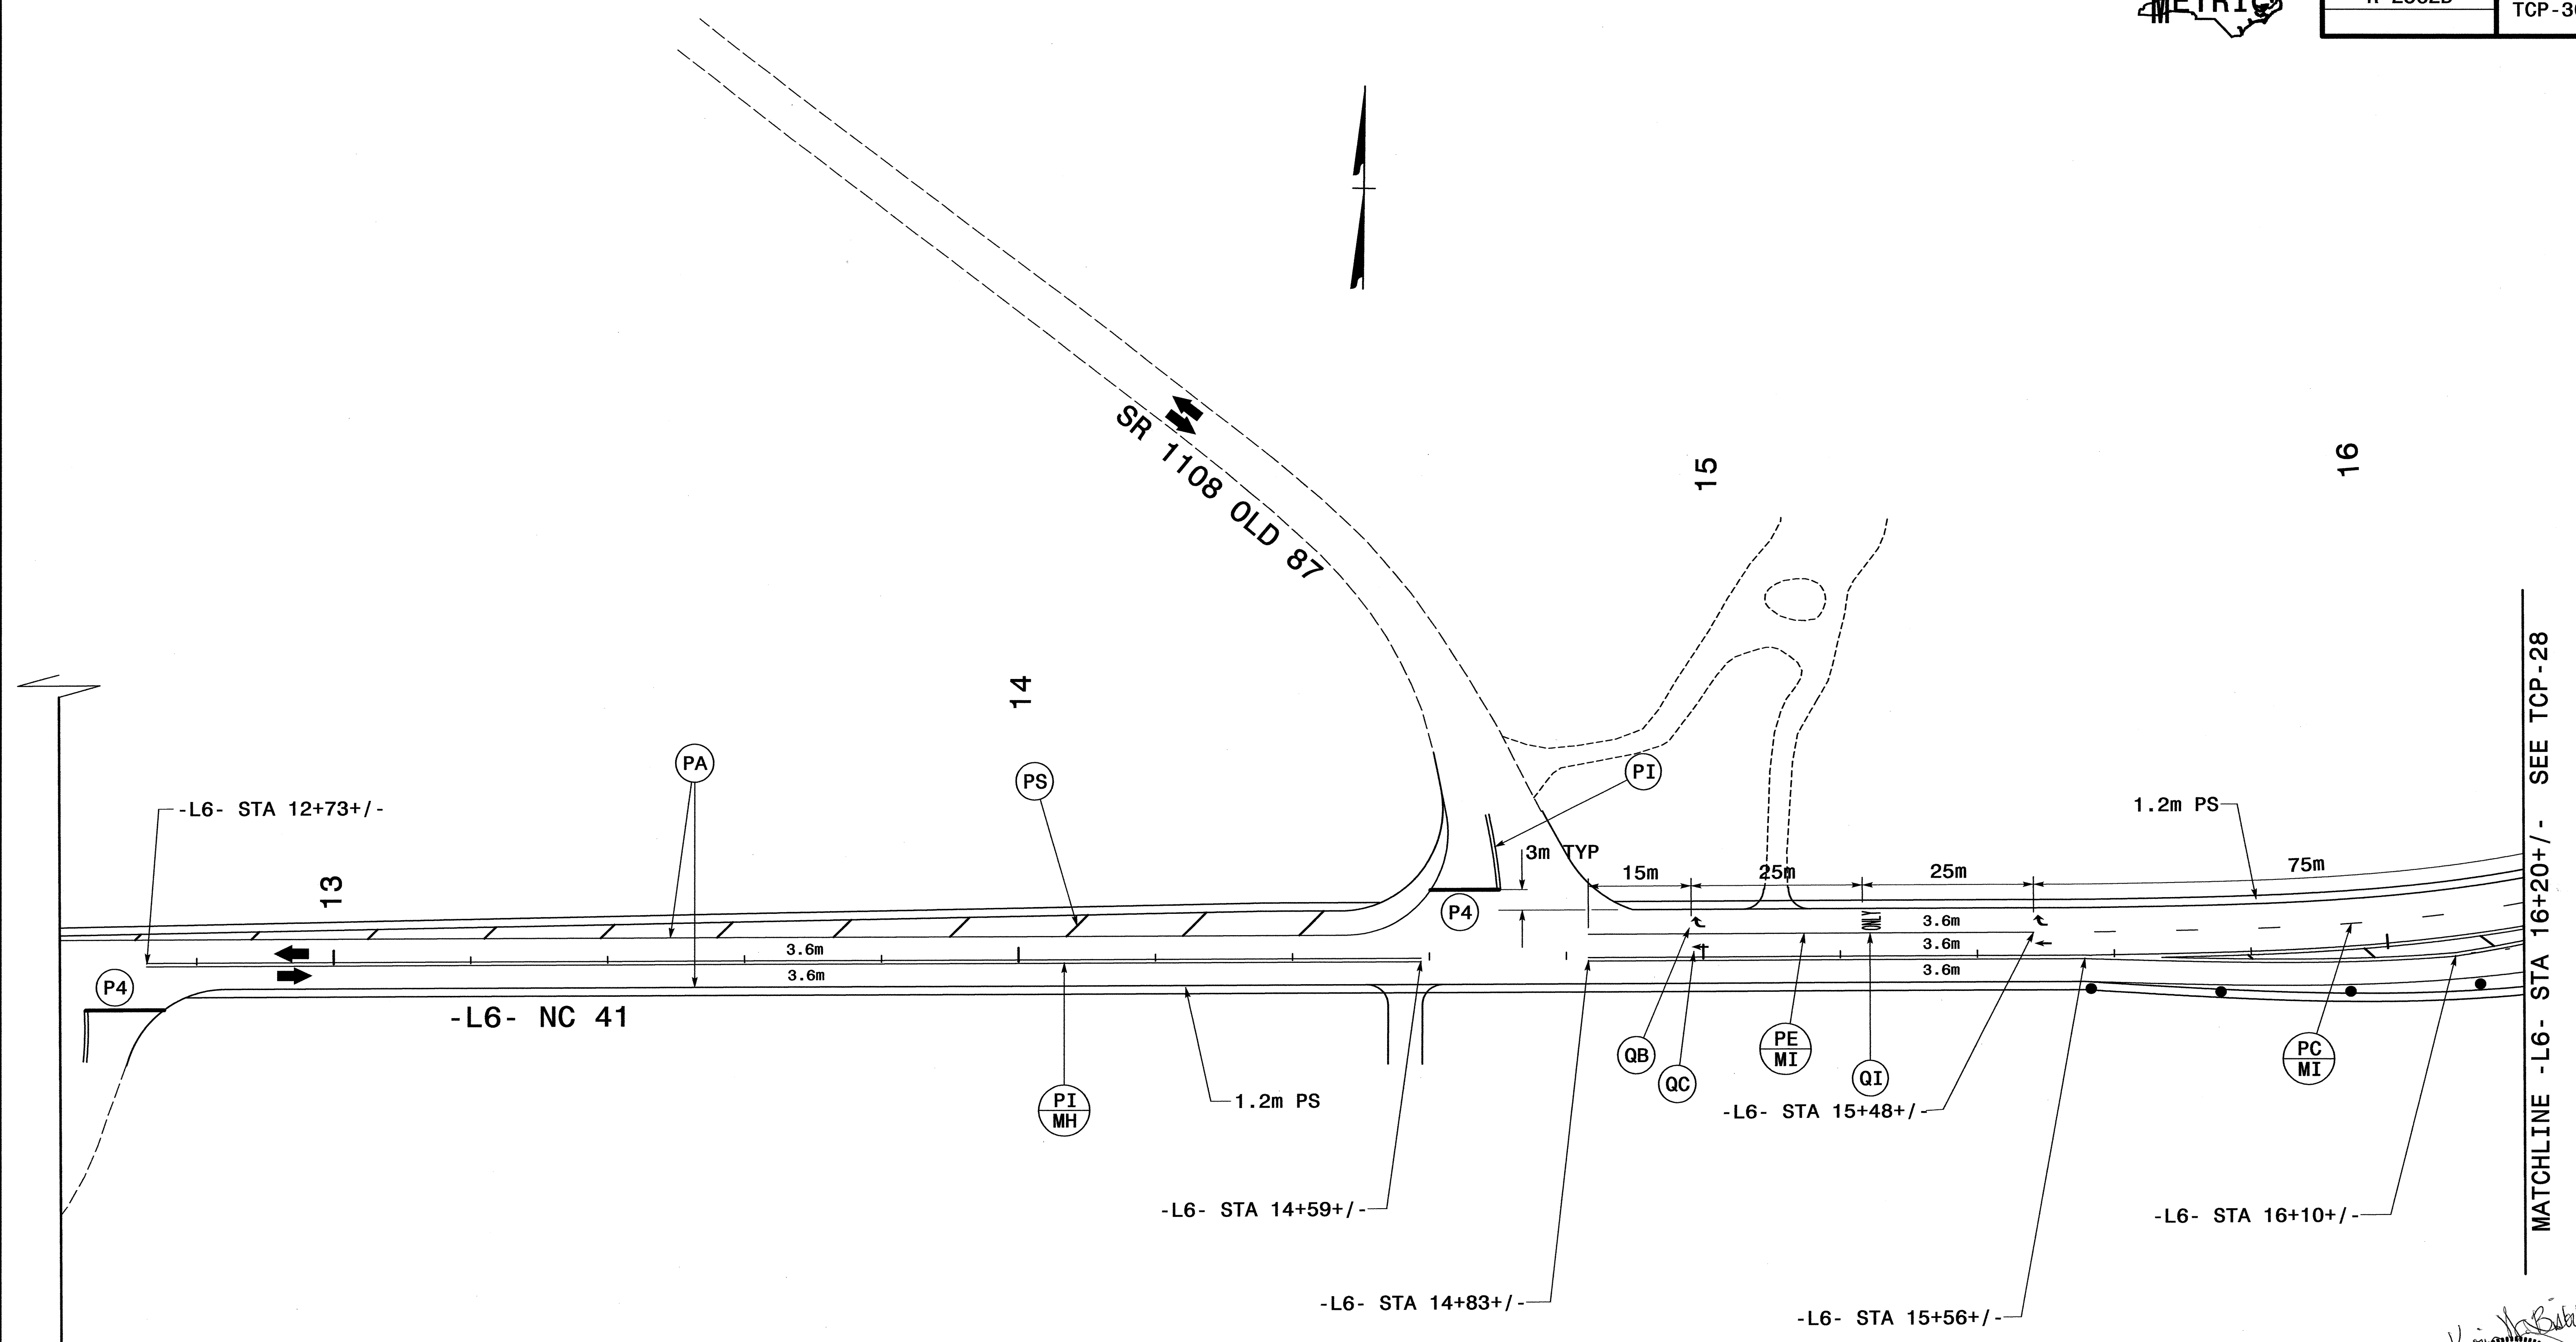 METRIC
TCP-30
SR 1108 OLD 87
13
14
15
16
-L6- STA 12+73+/-
PA
PS
PI
1.2m PS
3m TYP
15m
25m
25m
75m
P4
P4
3.6m
3.6m
3.6m
3.6m
3.6m
ONLY
-L6- NC 41
PI
MH
1.2m PS
QB
QC
PE
MI
QI
PC
MI
-L6- STA 15+48+/-
-L6- STA 14+59+/-
-L6- STA 16+10+/-
-L6- STA 14+83+/-
-L6- STA 15+56+/-
MATCHLINE -L6- STA 16+20+/- SEE TCP-28